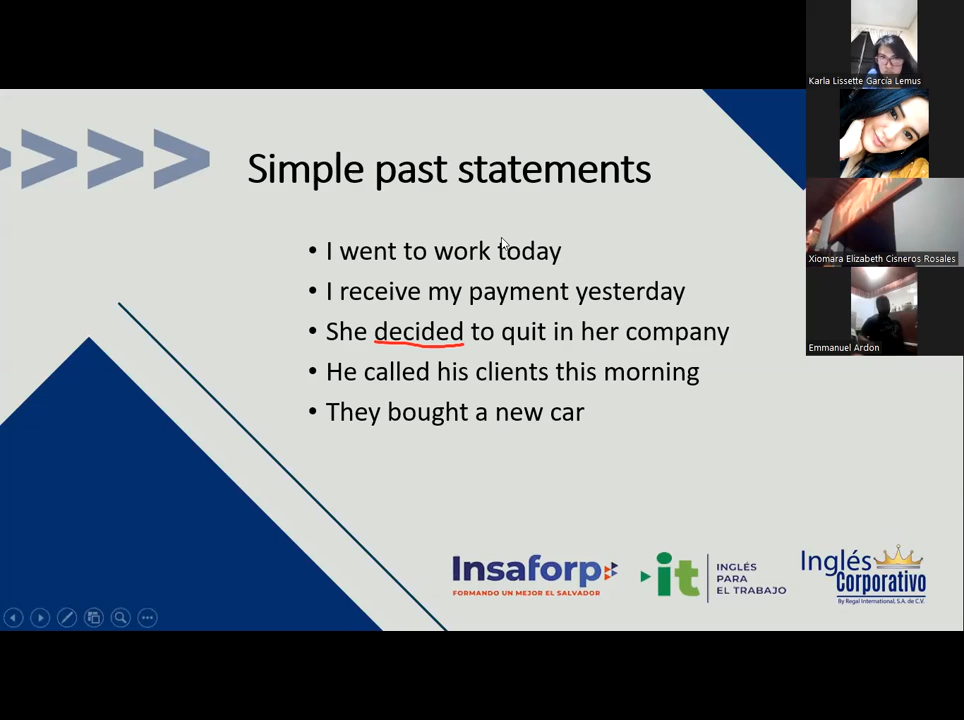 Simple past statements
• I went to work today
• I receive my payment yesterday
• She decided to quit in her company
• He called his clients this morning
• They bought a new car
Insaforp
FORMANDO UN MEJOR EL SALVADOR
it
INGLÉS
PARA
EL TRABAJO
Inglés
Corporativo
By Regal International, S.A. de C.V.
Karla Lissette García Lemus
Xiomara Elizabeth Cisneros Rosales
Emmanuel Ardon